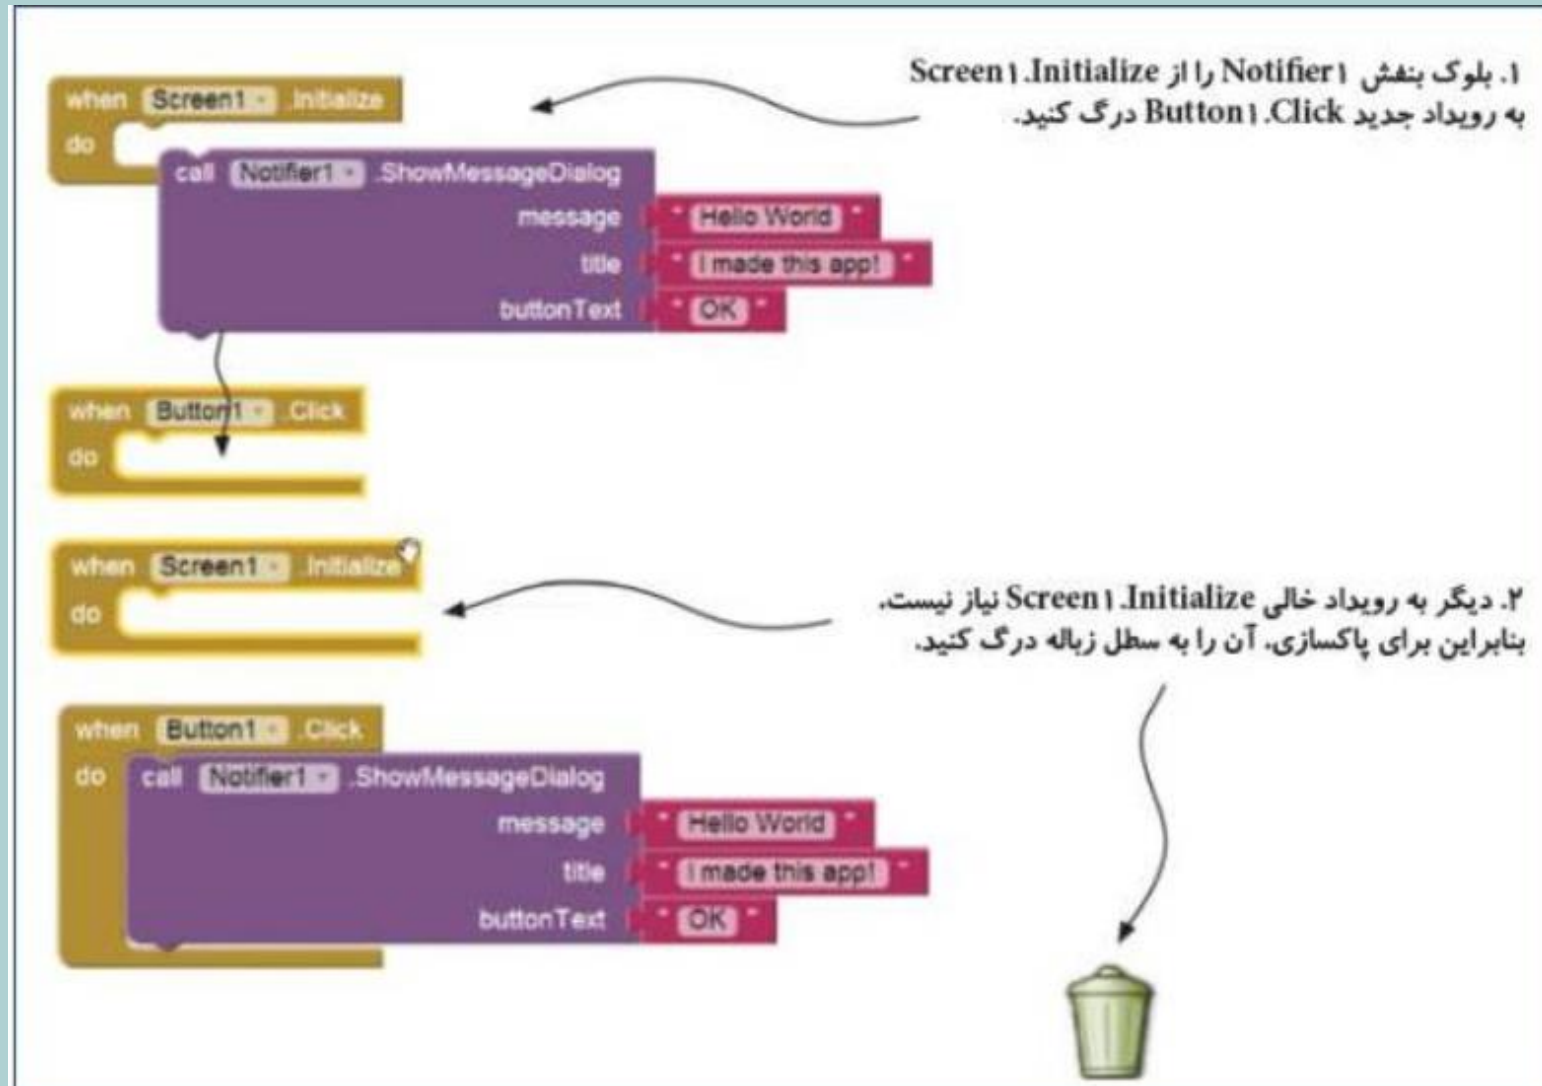 ۱. بلوک بنفش Notifier۱ را از Screen۱.Initialize
به رویداد جدید Button۱.Click درگ کنید.
when Screen1 .Initialize
do
call Notifier1 .ShowMessageDialog
message " Hello World "
title " I made this app! "
buttonText " OK "
when Button1 .Click
do
when Screen1 .Initialize
do
۲. دیگر به رویداد خالی Screen۱.Initialize نیاز نیست.
بنابراین برای پاکسازی، آن را به سطل زباله درگ کنید.
when Button1 .Click
do call Notifier1 .ShowMessageDialog
message " Hello World "
title " I made this app! "
buttonText " OK "